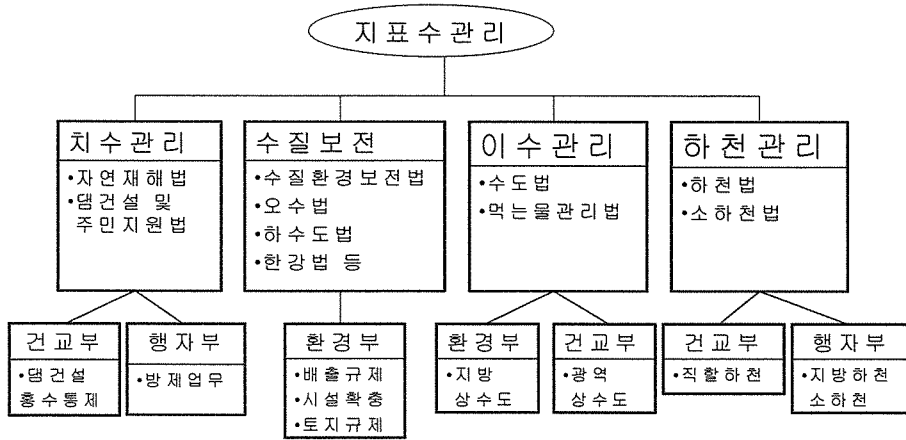 지표수관리
치수관리
•자연재해법
•댐건설 및
주민지원법
수질보전
•수질환경보전법
•오수법
•하수도법
•한강법 등
이수관리
•수도법
•먹는물관리법
하천관리
•하천법
•소하천법
건교부
•댐건설
홍수통제
행자부
•방제업무
환경부
•배출규제
•시설확충
•토지규제
환경부
•지방
상수도
건교부
•광역
상수도
건교부
•직할하천
행자부
•지방하천
소하천